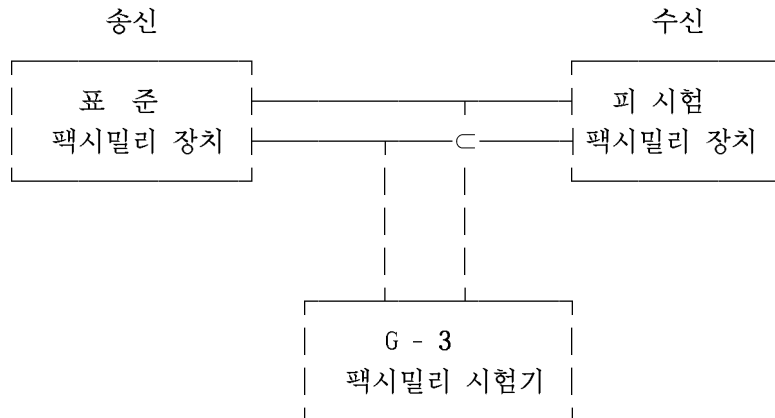 송신 수신
표 준 피 시험
팩시밀리 장치 팩시밀리 장치
G - 3
팩시밀리 시험기